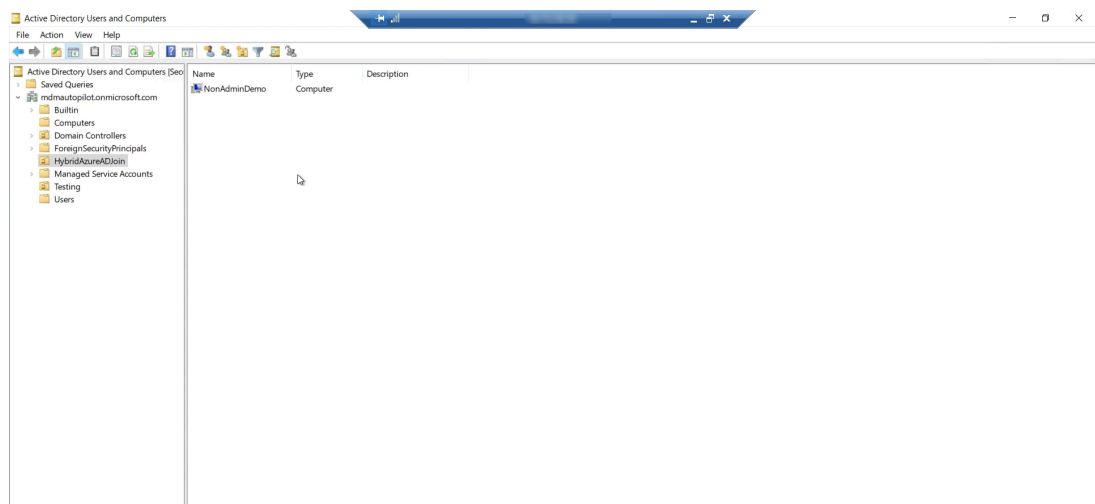 Active Directory Users and Computers
File Action View Help
Active Directory Users and Computers [Seo
Name Type Description
Saved Queries
NonAdminDemo Computer
mdmautopilot.onmicrosoft.com
Builtin
Computers
Domain Controllers
ForeignSecurityPrincipals
HybridAzureADJoin
Managed Service Accounts
Testing
Users